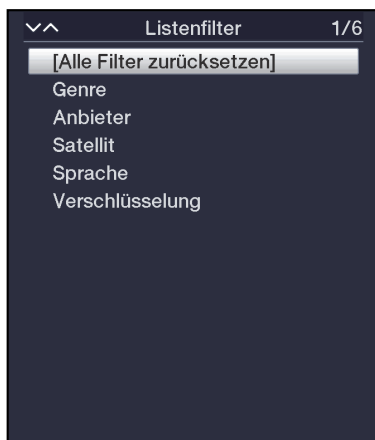 Listenfilter 1/6
[Alle Filter zurücksetzen]
Genre
Anbieter
Satellit
Sprache
Verschlüsselung